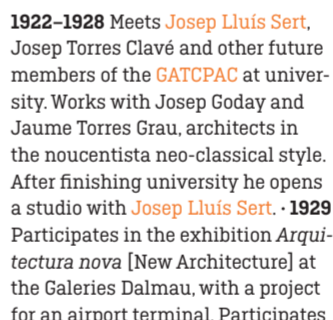 1922–1928 Meets Josep Lluís Sert,
Josep Torres Clavé and other future
members of the GATCPAC at univer-
sity. Works with Josep Goday and
Jaume Torres Grau, architects in
the noucentista neo-classical style.
After finishing university he opens
a studio with Josep Lluís Sert. · 1929
Participates in the exhibition Arqui-
tectura nova [New Architecture] at
the Galeries Dalmau, with a project
for an airport terminal. Participates